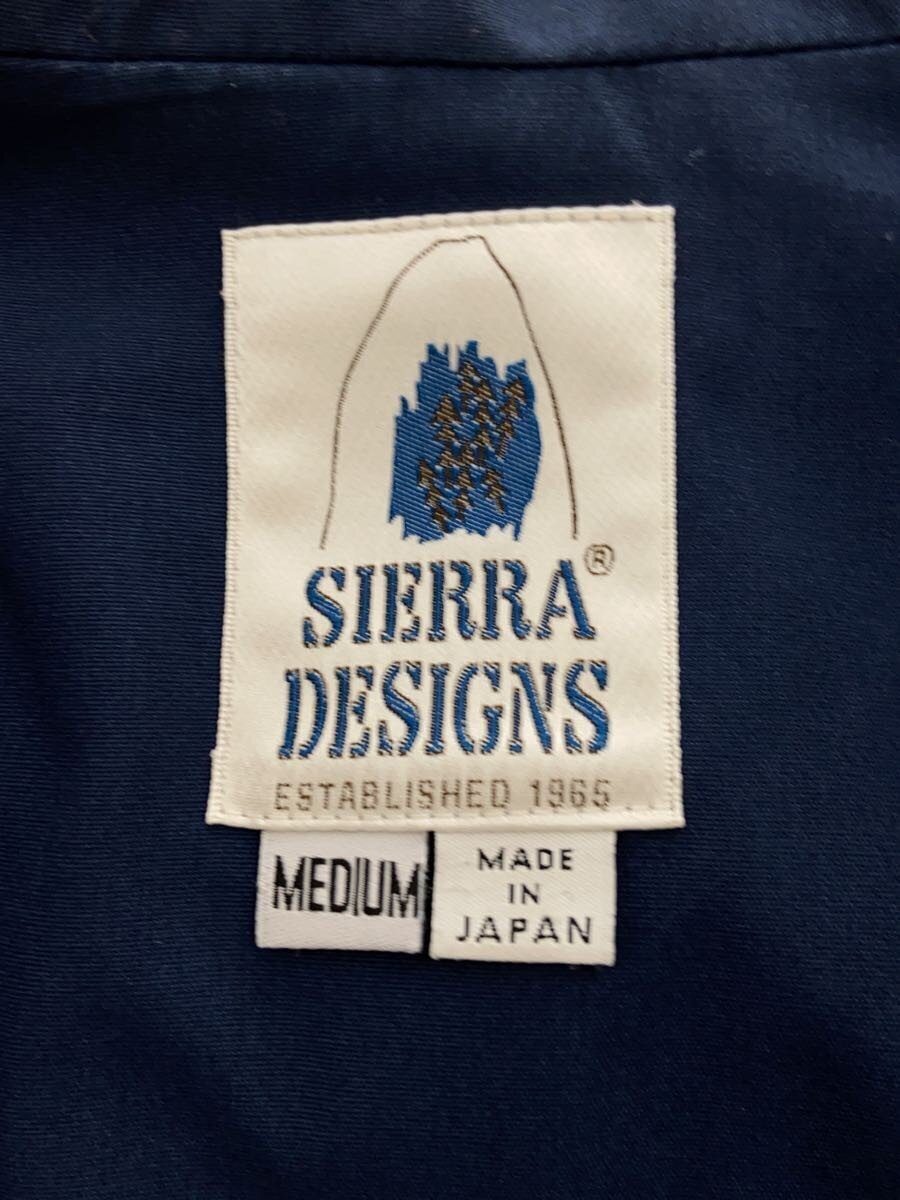 SIERRA®
DESIGNS
ESTABLISHED 1965
MEDIUM
MADE
IN
JAPAN